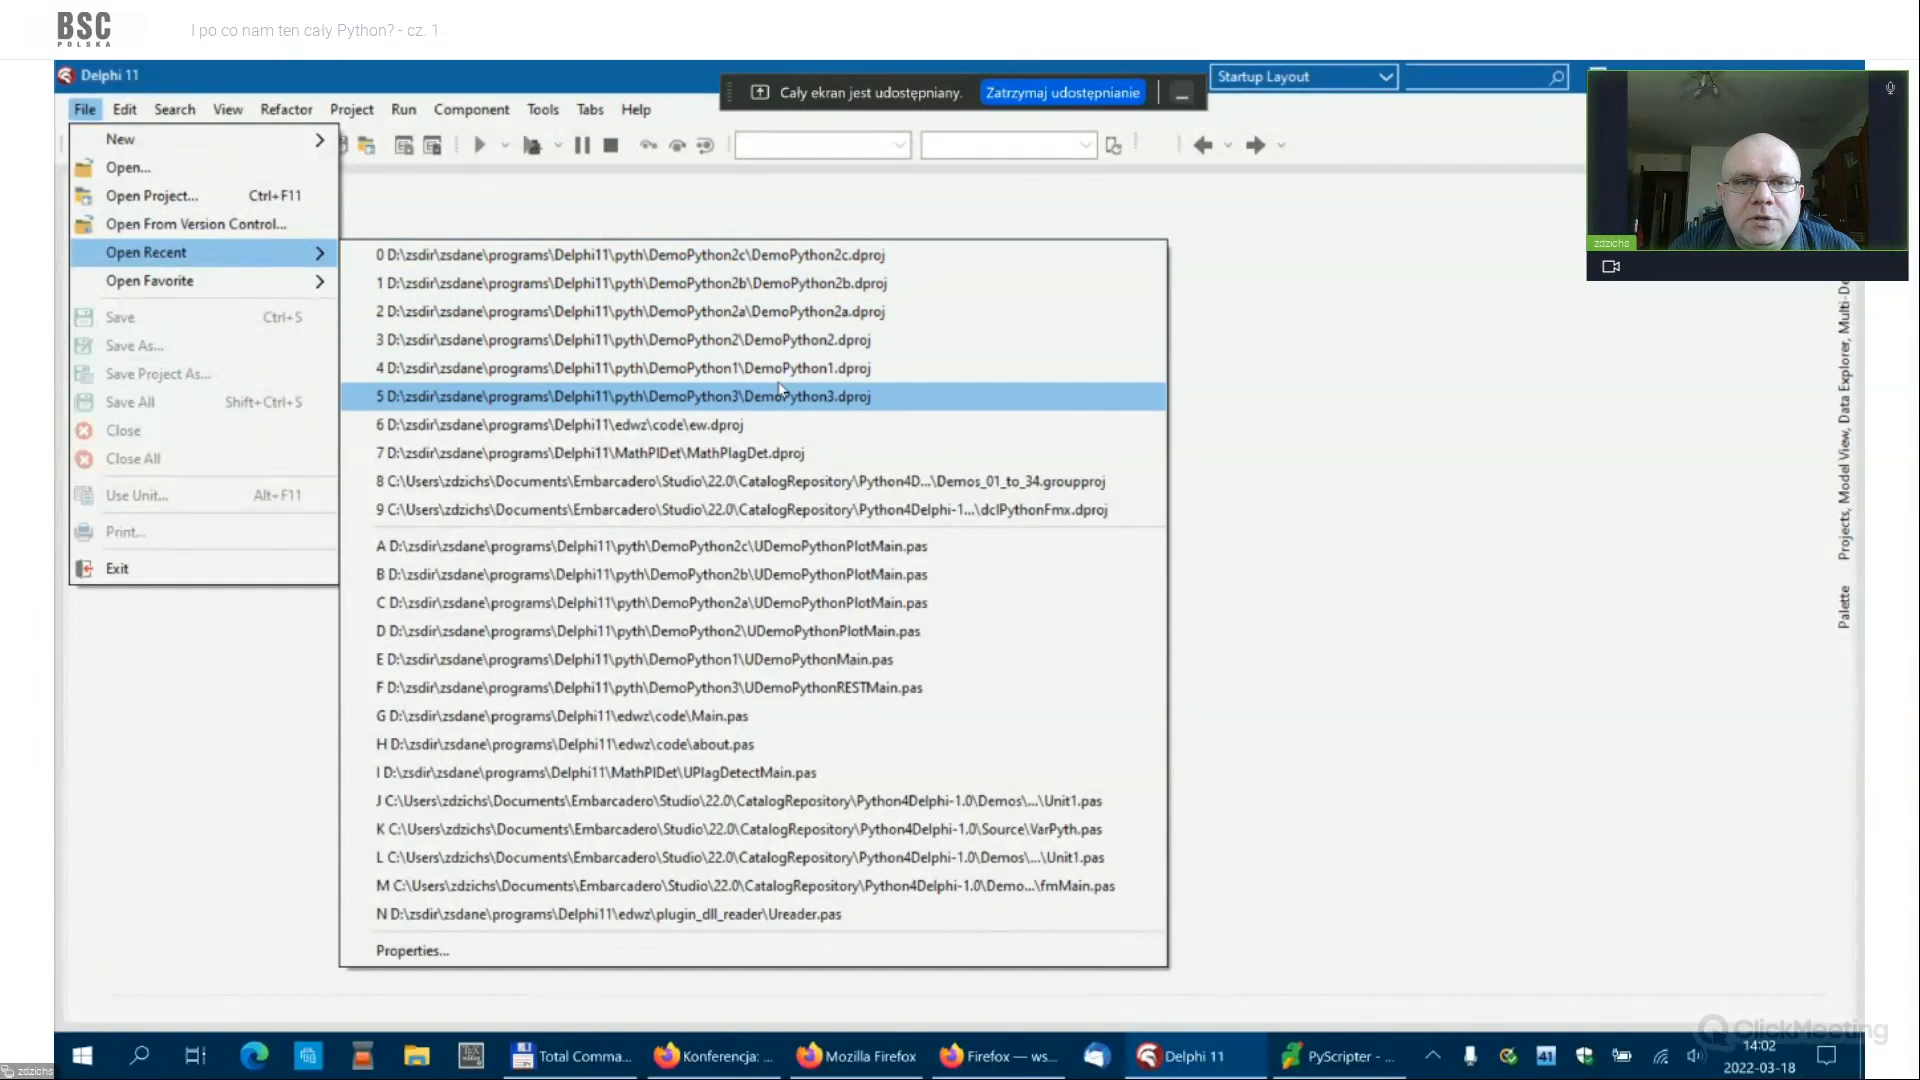 BSC
POLSKA
I po co nam ten cały Python? - cz. 1
Delphi 11
Cały ekran jest udostępniany.
Zatrzymaj udostępnianie
Startup Layout
File Edit Search View Refactor Project Run Component Tools Tabs Help
New
Open...
Open Project... Ctrl+F11
Open From Version Control...
Open Recent
Open Favorite
Save Ctrl+S
Save As...
Save Project As...
Save All Shift+Ctrl+S
Close
Close All
Use Unit... Alt+F11
Print...
Exit
0 D:\zsdir\zsdane\programs\Delphi11\pyth\DemoPython2c\DemoPython2c.dproj
1 D:\zsdir\zsdane\programs\Delphi11\pyth\DemoPython2b\DemoPython2b.dproj
2 D:\zsdir\zsdane\programs\Delphi11\pyth\DemoPython2a\DemoPython2a.dproj
3 D:\zsdir\zsdane\programs\Delphi11\pyth\DemoPython2\DemoPython2.dproj
4 D:\zsdir\zsdane\programs\Delphi11\pyth\DemoPython1\DemoPython1.dproj
5 D:\zsdir\zsdane\programs\Delphi11\pyth\DemoPython3\DemoPython3.dproj
6 D:\zsdir\zsdane\programs\Delphi11\edwz\code\ew.dproj
7 D:\zsdir\zsdane\programs\Delphi11\MathPlDet\MathPlagDet.dproj
8 C:\Users\zdzichs\Documents\Embarcadero\Studio\22.0\CatalogRepository\Python4D...\Demos_01_to_34.groupproj
9 C:\Users\zdzichs\Documents\Embarcadero\Studio\22.0\CatalogRepository\Python4Delphi-1...\dclPythonFmx.dproj
A D:\zsdir\zsdane\programs\Delphi11\pyth\DemoPython2c\UDemoPythonPlotMain.pas
B D:\zsdir\zsdane\programs\Delphi11\pyth\DemoPython2b\UDemoPythonPlotMain.pas
C D:\zsdir\zsdane\programs\Delphi11\pyth\DemoPython2a\UDemoPythonPlotMain.pas
D D:\zsdir\zsdane\programs\Delphi11\pyth\DemoPython2\UDemoPythonPlotMain.pas
E D:\zsdir\zsdane\programs\Delphi11\pyth\DemoPython1\UDemoPythonMain.pas
F D:\zsdir\zsdane\programs\Delphi11\pyth\DemoPython3\UDemoPythonRESTMain.pas
G D:\zsdir\zsdane\programs\Delphi11\edwz\code\Main.pas
H D:\zsdir\zsdane\programs\Delphi11\edwz\code\about.pas
I D:\zsdir\zsdane\programs\Delphi11\MathPlDet\UPlagDetectMain.pas
J C:\Users\zdzichs\Documents\Embarcadero\Studio\22.0\CatalogRepository\Python4Delphi-1.0\Demos\...\Unit1.pas
K C:\Users\zdzichs\Documents\Embarcadero\Studio\22.0\CatalogRepository\Python4Delphi-1.0\Source\VarPyth.pas
L C:\Users\zdzichs\Documents\Embarcadero\Studio\22.0\CatalogRepository\Python4Delphi-1.0\Demos\...\Unit1.pas
M C:\Users\zdzichs\Documents\Embarcadero\Studio\22.0\CatalogRepository\Python4Delphi-1.0\Demo...\fmMain.pas
N D:\zsdir\zsdane\programs\Delphi11\edwz\plugin_dll_reader\Ureader.pas
Properties...
zdzichs
Projects, Model View, Data Explorer, Multi-De
Palette
ClickMeeting
Total Comma...
Konferencja: ...
Mozilla Firefox
Firefox — ws...
Delphi 11
PyScripter - ...
41
14:02
2022-03-18
zdzichs